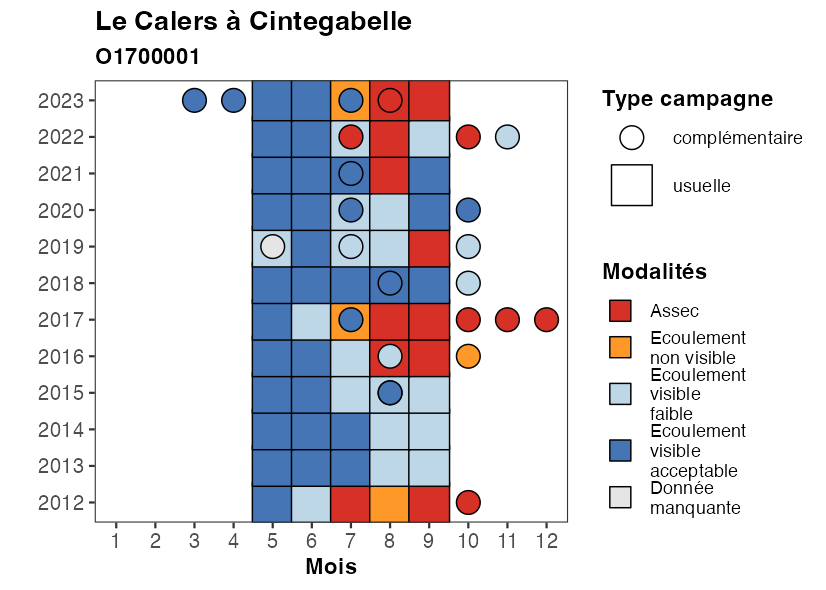 Le Calers à Cintegabelle
O1700001
2023
2022
2021
2020
2019
2018
2017
2016
2015
2014
2013
2012
1 2 3 4 5 6 7 8 9 10 11 12
Mois
Type campagne
complémentaire
usuelle
Modalités
Assec
Ecoulement
non visible
Ecoulement
visible
faible
Ecoulement
visible
acceptable
Donnée
manquante